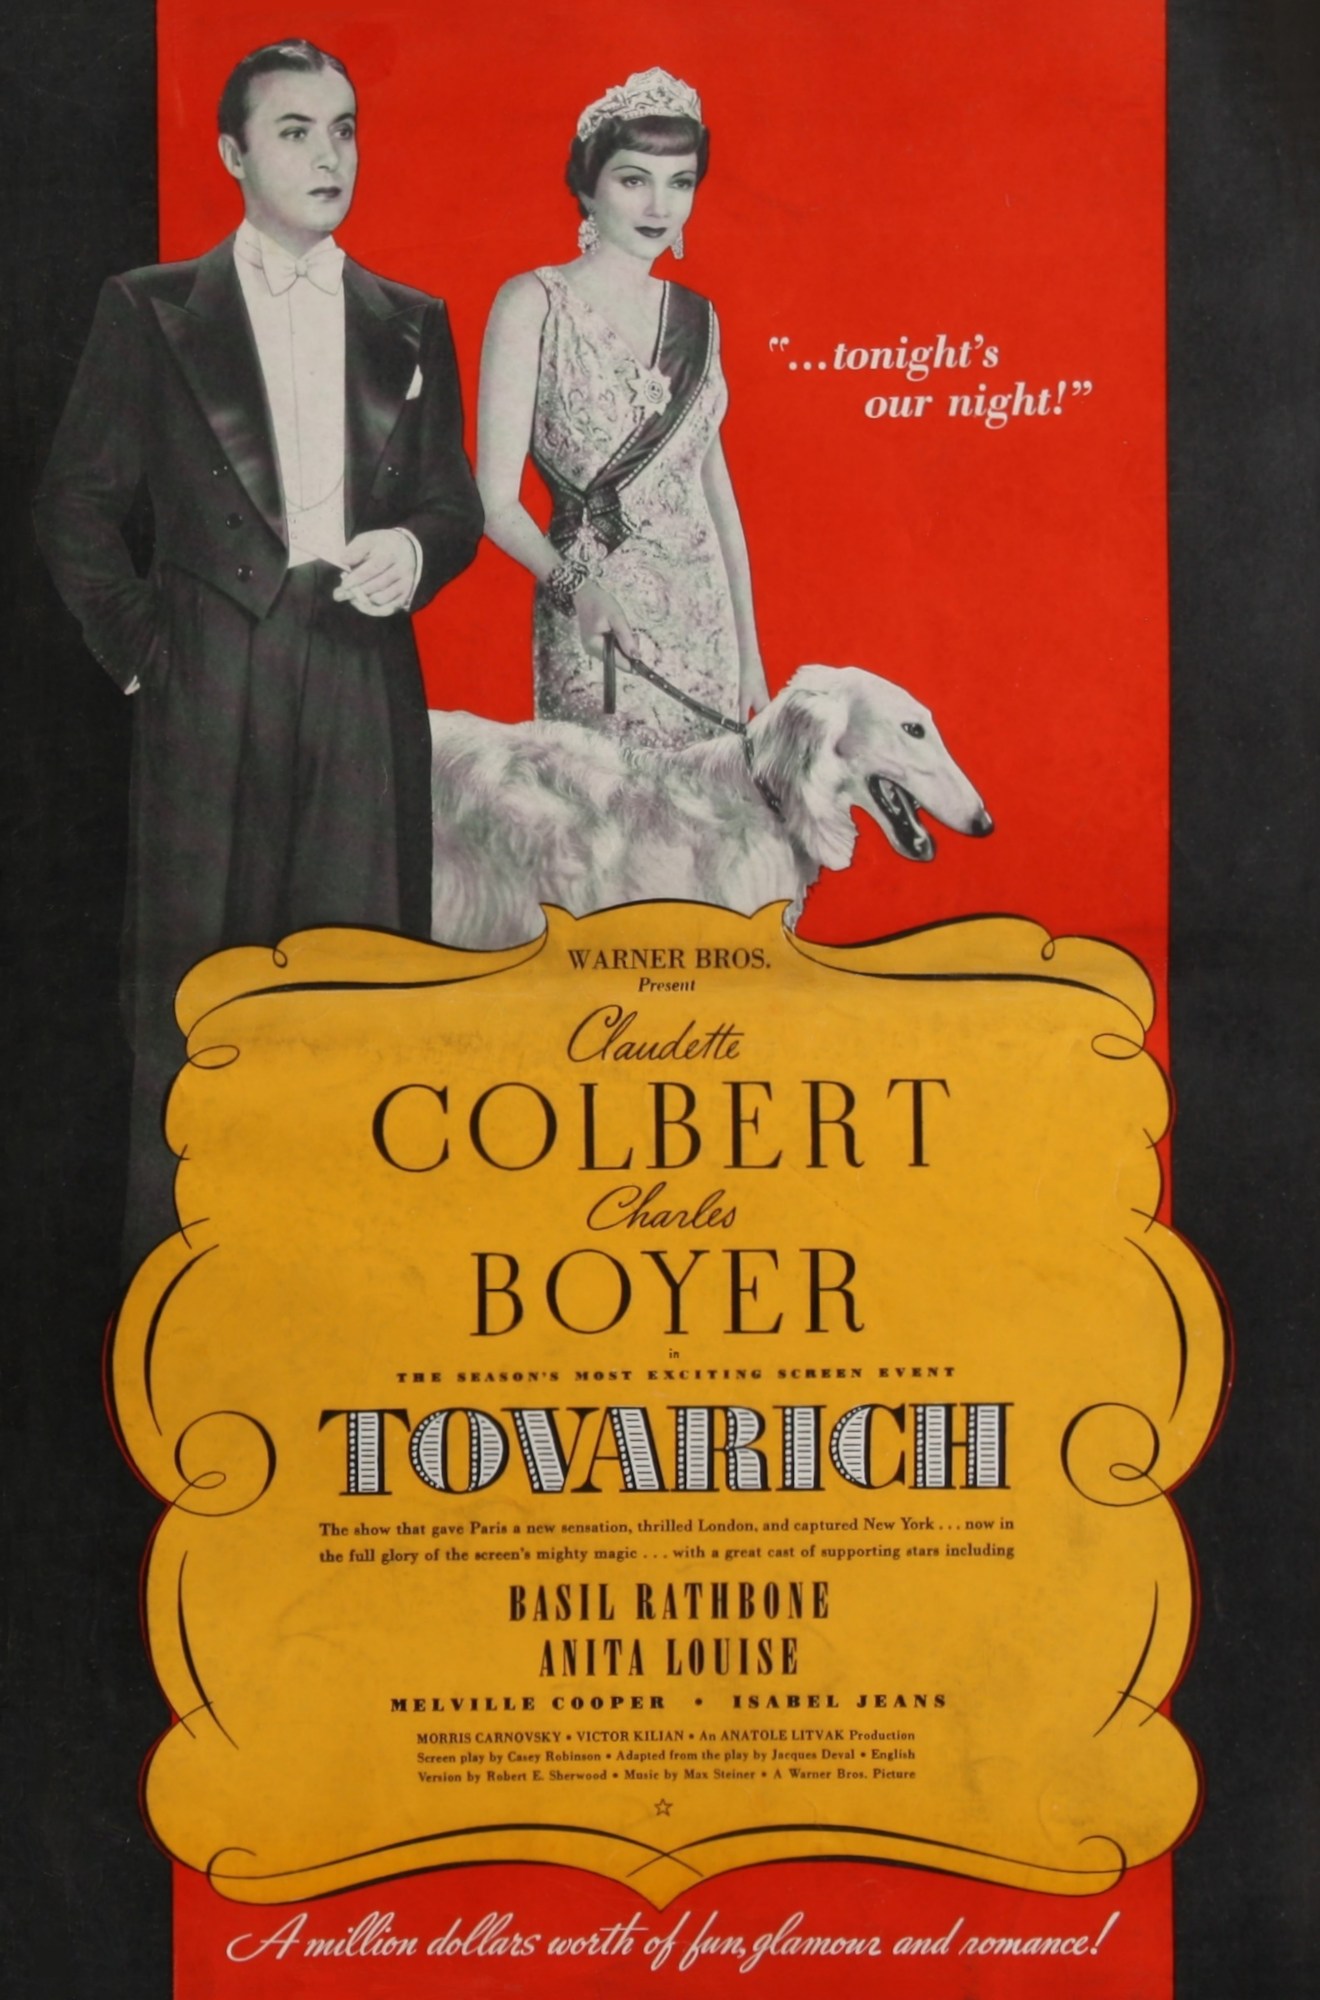 “...tonight's
our night!”
WARNER BROS.
Present
Claudette
COLBERT
Charles
BOYER
in
THE SEASON'S MOST EXCITING SCREEN EVENT
TOVARICH
The show that gave Paris a new sensation, thrilled London, and captured New York ... now in
the full glory of the screen's mighty magic ... with a great cast of supporting stars including
BASIL RATHBONE
ANITA LOUISE
MELVILLE COOPER • ISABEL JEANS
MORRIS CARNOVSKY • VICTOR KILIAN • An ANATOLE LITVAK Production
Screen play by Casey Robinson • Adapted from the play by Jacques Deval • English
Version by Robert E. Sherwood • Music by Max Steiner • A Warner Bros. Picture
A million dollars worth of fun, glamour and romance!